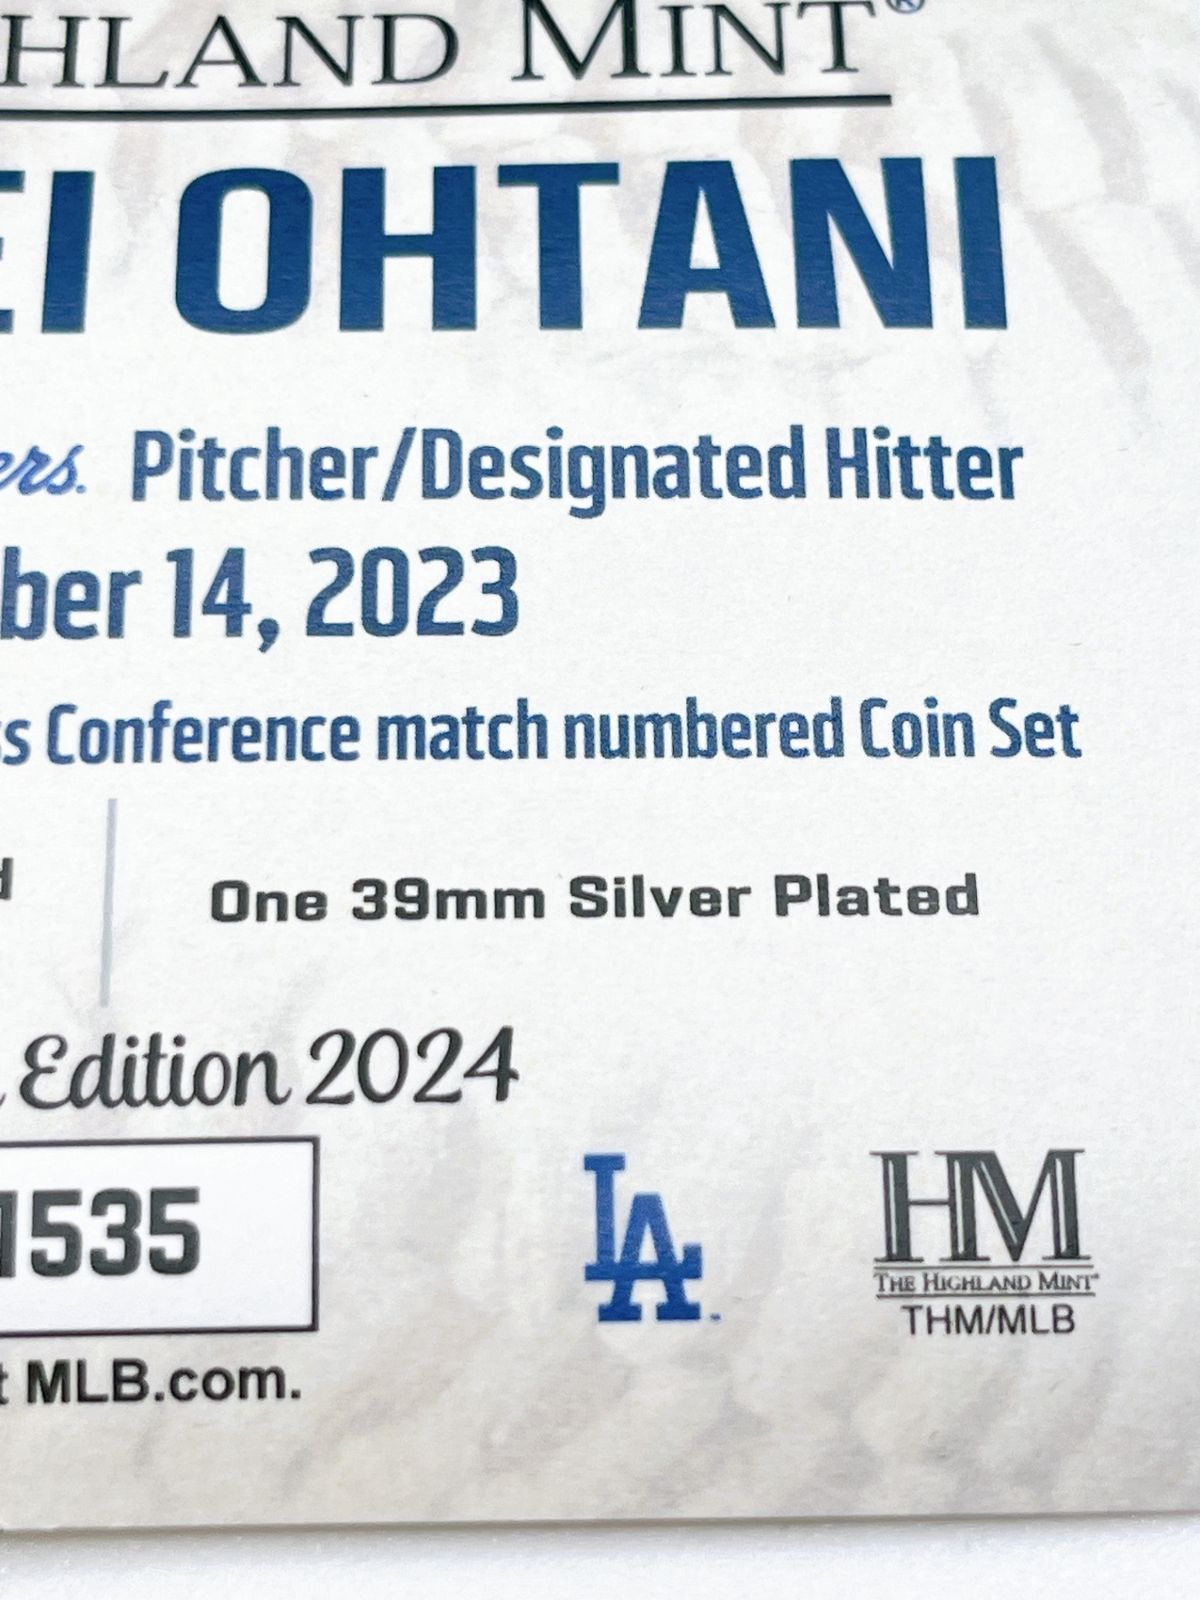 HLAND MINT®
EI OHTANI
ers. Pitcher/Designated Hitter
ber 14, 2023
s Conference match numbered Coin Set
d
One 39mm Silver Plated
Edition 2024
1535
LA
HM
THE HIGHLAND MINT
THM/MLB
t MLB.com.